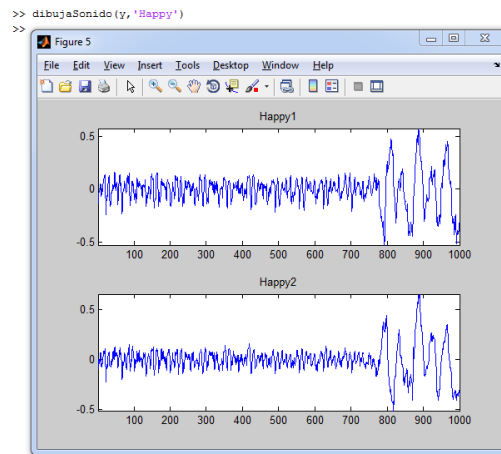 >> dibujaSonido(y,'Happy')
>>
Figure 5
File Edit View Insert Tools Desktop Window Help
Happy1
0.5
0
-0.5
100 200 300 400 500 600 700 800 900 1000
Happy2
0.5
0
-0.5
100 200 300 400 500 600 700 800 900 1000